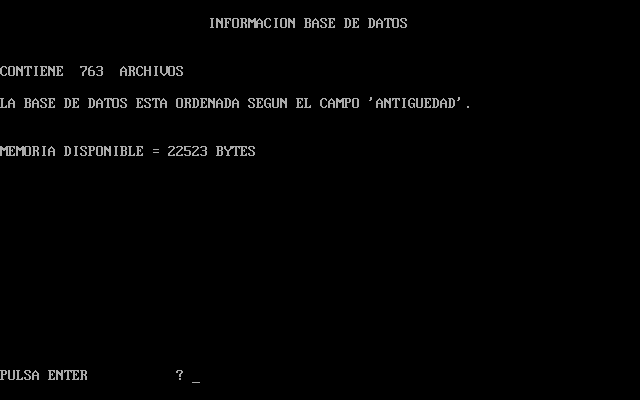 INFORMACION BASE DE DATOS
CONTIENE  763  ARCHIVOS
LA BASE DE DATOS ESTA ORDENADA SEGUN EL CAMPO 'ANTIGUEDAD'.
MEMORIA DISPONIBLE = 22523 BYTES
PULSA ENTER           ? _